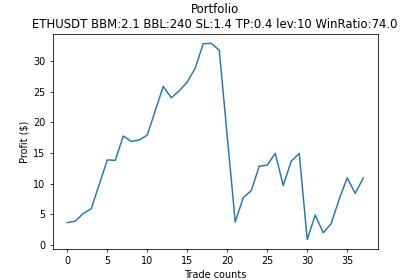 Portfolio
ETHUSDT BBM:2.1 BBL:240 SL:1.4 TP:0.4 lev:10 WinRatio:74.0
Profit ($)
30
25
20
15
10
5
0
0 5 10 15 20 25 30 35
Trade counts